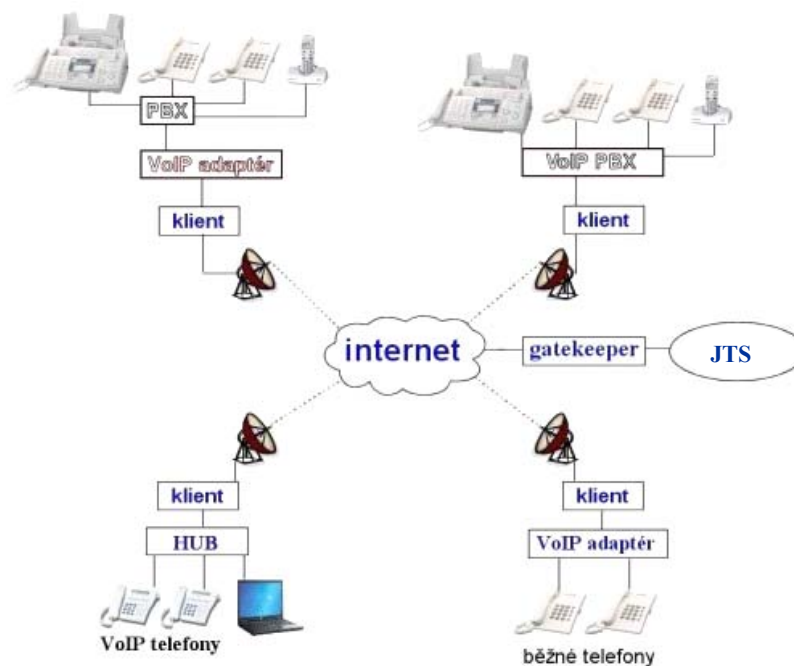 PBX
VoIP PBX
VoIP adaptér
klient
klient
internet
gatekeeper
JTS
klient
klient
HUB
VoIP adaptér
VoIP telefony
běžné telefony